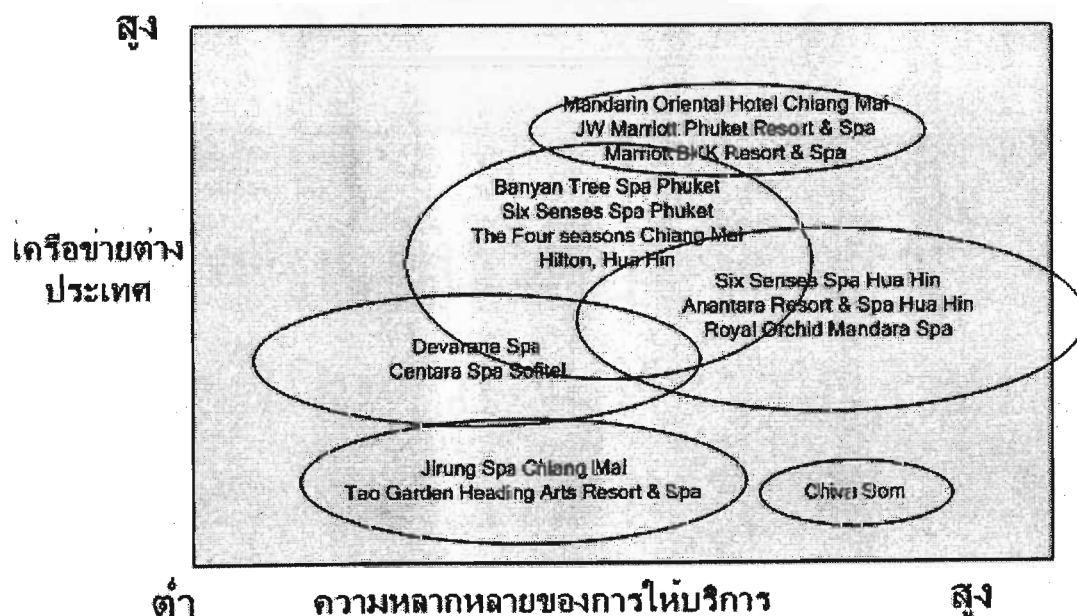 สูง
Mandarin Oriental Hotel Chiang Mai
JW Marriott Phuket Resort & Spa
Marriott BKK Resort & Spa
Banyan Tree Spa Phuket
Six Senses Spa Phuket
The Four seasons Chiang Mai
Hilton, Hua Hin
เครือข่ายต่าง
ประเทศ
Six Senses Spa Hua Hin
Anantara Resort & Spa Hua Hin
Royal Orchid Mandara Spa
Devarana Spa
Centara Spa Sofitel
Jirung Spa Chiang Mai
Tao Garden Heading Arts Resort & Spa
Chiva Som
ต่ำ
ความหลากหลายของการให้บริการ
สูง